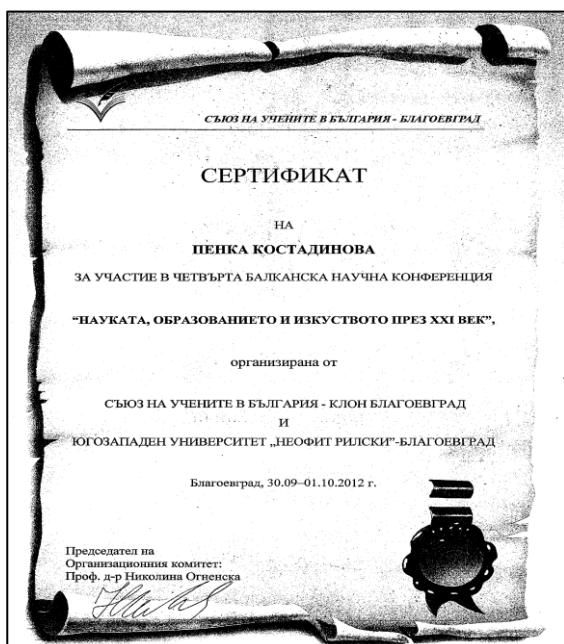 СЪЮЗ НА УЧЕНИТЕ В БЪЛГАРИЯ - БЛАГОЕВГРАД
СЕРТИФИКАТ
НА
ПЕНКА КОСТАДИНОВА
ЗА УЧАСТИЕ В ЧЕТВЪРТА БАЛКАНСКА НАУЧНА КОНФЕРЕНЦИЯ
“НАУКАТА, ОБРАЗОВАНИЕТО И ИЗКУСТВОТО ПРЕЗ XXI ВЕК”,
организирана от
СЪЮЗ НА УЧЕНИТЕ В БЪЛГАРИЯ - КЛОН БЛАГОЕВГРАД
И
ЮГОЗАПАДЕН УНИВЕРСИТЕТ „НЕОФИТ РИЛСКИ”-БЛАГОЕВГРАД
Благоевград, 30.09–01.10.2012 г.
Председател на
Организационния комитет:
Проф. д-р Николина Огненска